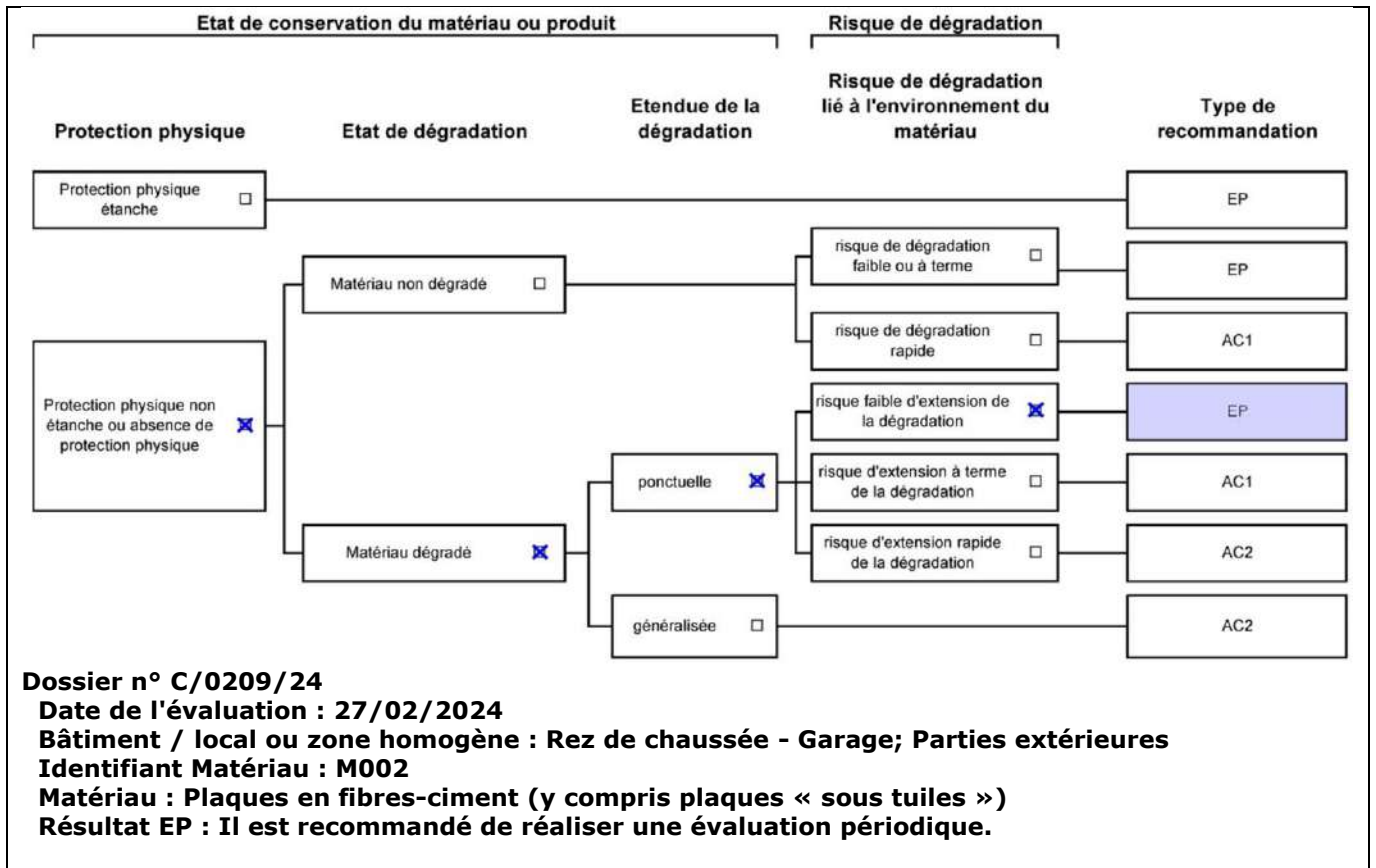 Etat de conservation du matériau ou produit
Risque de dégradation
Protection physique
Etat de dégradation
Etendue de la
dégradation
Risque de dégradation
lié à l'environnement du
matériau
Type de
recommandation
Protection physique
étanche
EP
risque de dégradation
faible ou à terme
EP
Matériau non dégradé
risque de dégradation
rapide
AC1
Protection physique non
étanche ou absence de
protection physique
risque faible d'extension de
la dégradation
EP
ponctuelle
risque d'extension à terme
de la dégradation
AC1
Matériau dégradé
risque d'extension rapide
de la dégradation
AC2
généralisée
AC2
Dossier n° C/0209/24
Date de l'évaluation : 27/02/2024
Bâtiment / local ou zone homogène : Rez de chaussée - Garage; Parties extérieures
Identifiant Matériau : M002
Matériau : Plaques en fibres-ciment (y compris plaques « sous tuiles »)
Résultat EP : Il est recommandé de réaliser une évaluation périodique.